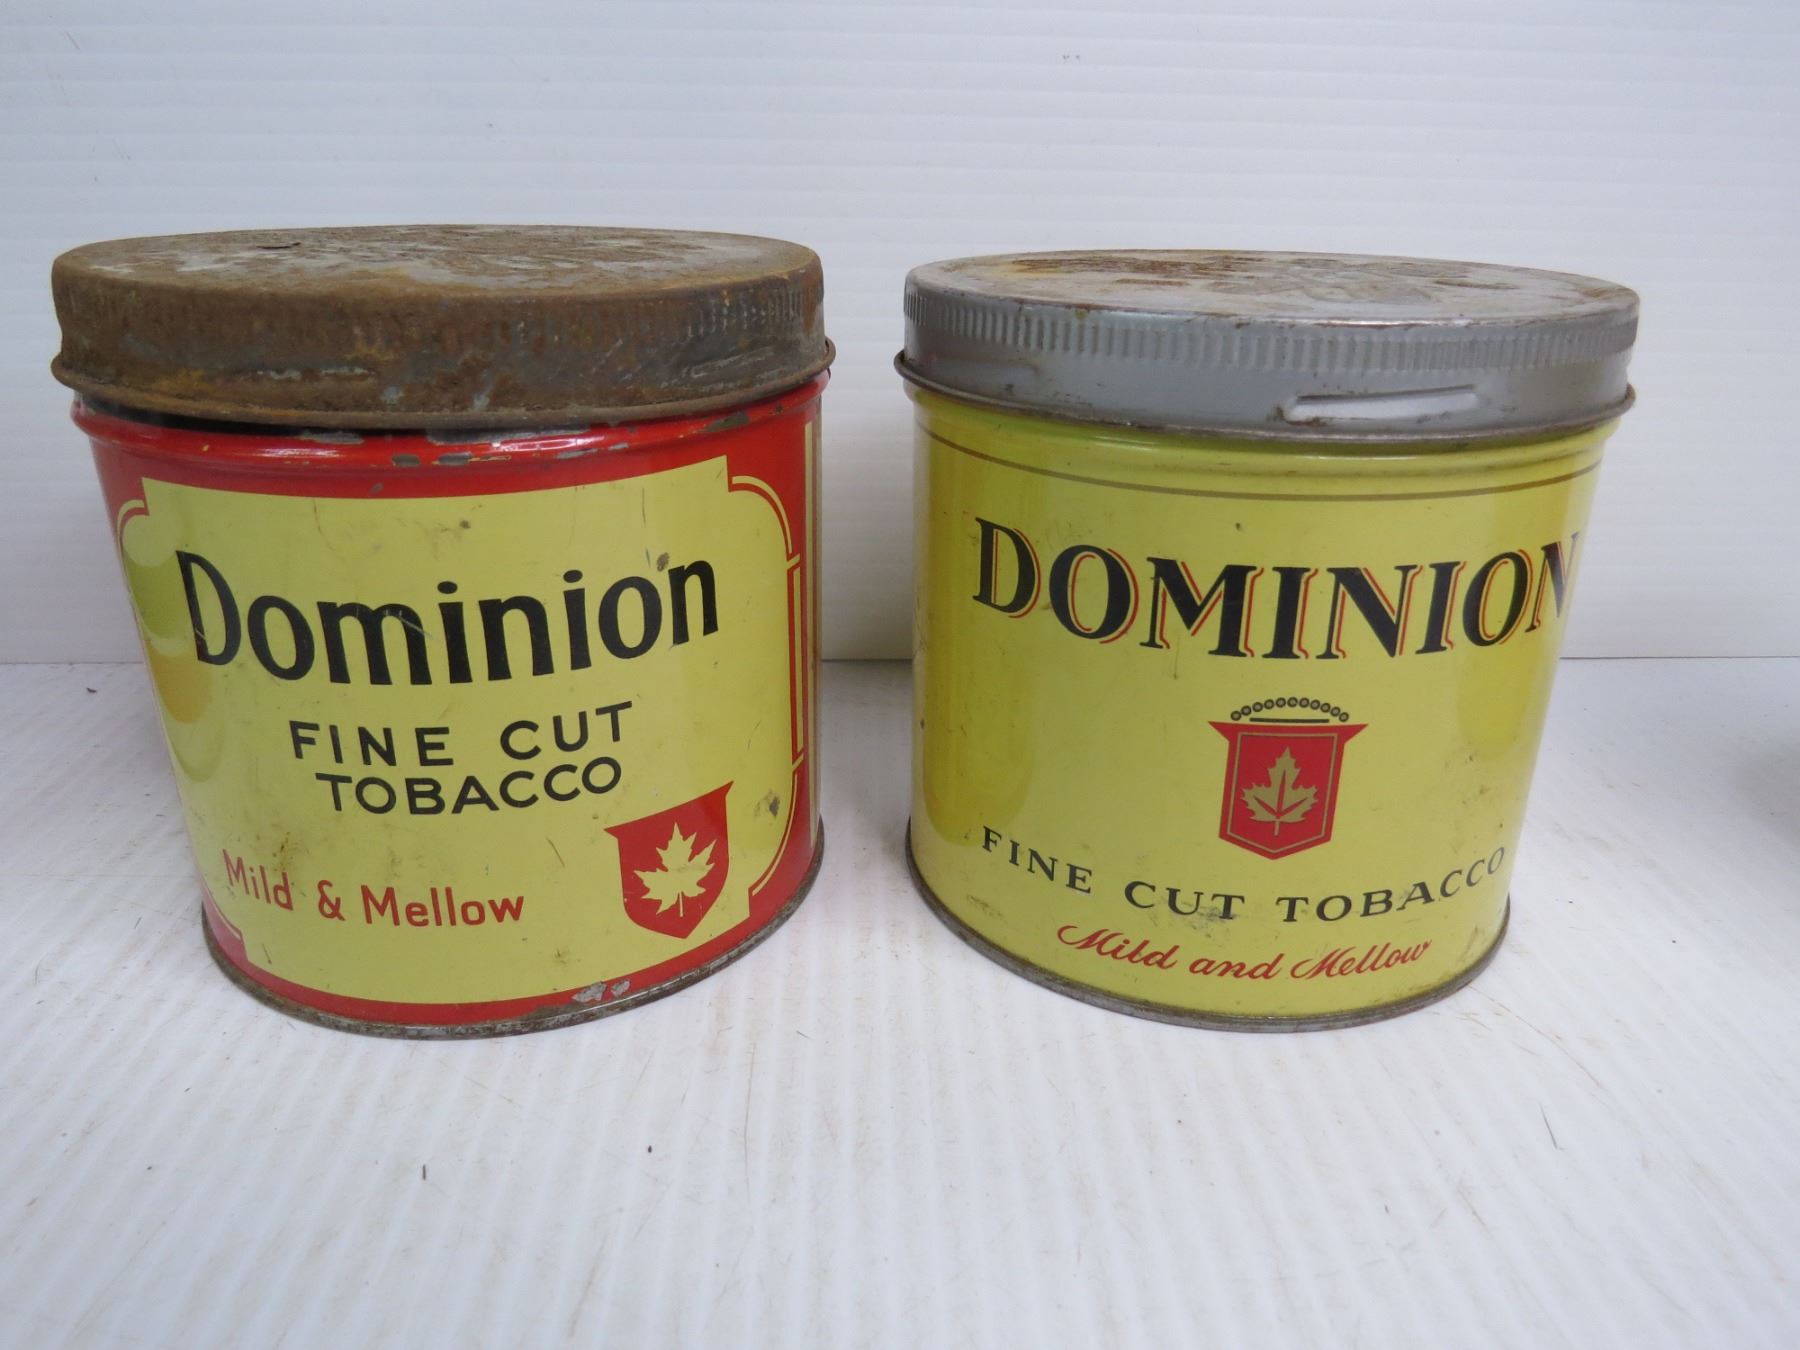 Dominion
FINE CUT
TOBACCO
Mild & Mellow
DOMINION
FINE CUT TOBACCO
Mild and Mellow